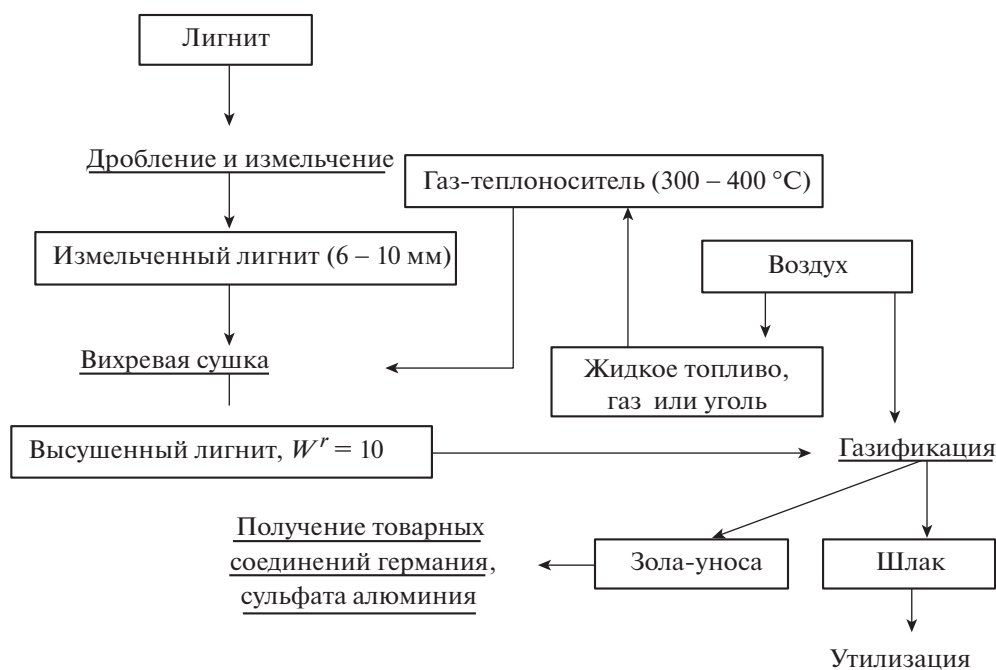 Лигнит
Дробление и измельчение
Газ-теплоноситель (300 – 400 °C)
Измельченный лигнит (6 – 10 мм)
Воздух
Вихревая сушка
Жидкое топливо,
газ или уголь
Высушенный лигнит, W^r = 10
Газификация
Получение товарных
соединений германия,
сульфата алюминия
Зола-уноса
Шлак
Утилизация